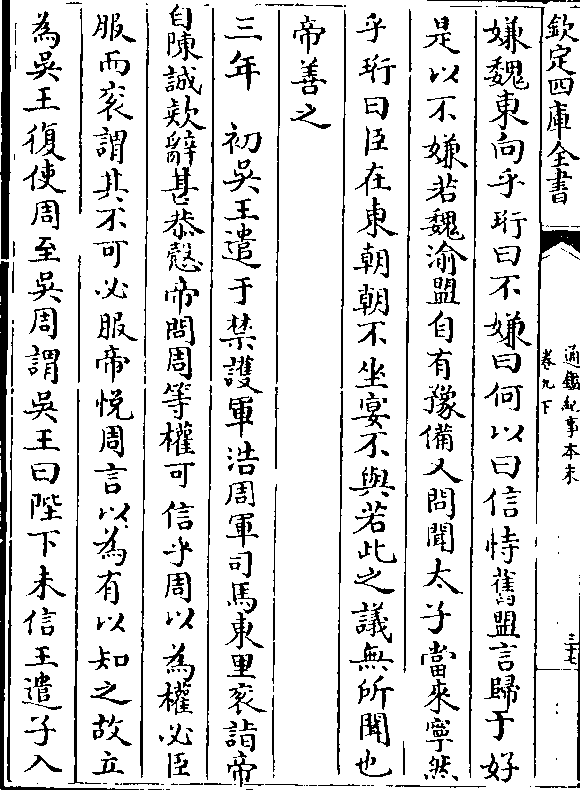 欽定四庫全書
通鑑紀事本末
卷九下
三七
嫌魏東向乎珩曰不嫌曰何以曰信恃舊盟言歸于好
是以不嫌若魏渝盟自有豫備又問聞太子當來寧然
乎珩曰臣在東朝朝不坐宴不與若此之議無所聞也
帝善之
三年　初吳王遣于禁護軍浩周軍司馬東里袞詣帝
自陳誠欵辭甚恭慤帝問周等權可信乎周以為權必臣
服而袞謂其不可必服帝悅周言以為有以知之故立
為吳王復使周至吳周謂吳王曰陛下未信王遣子入